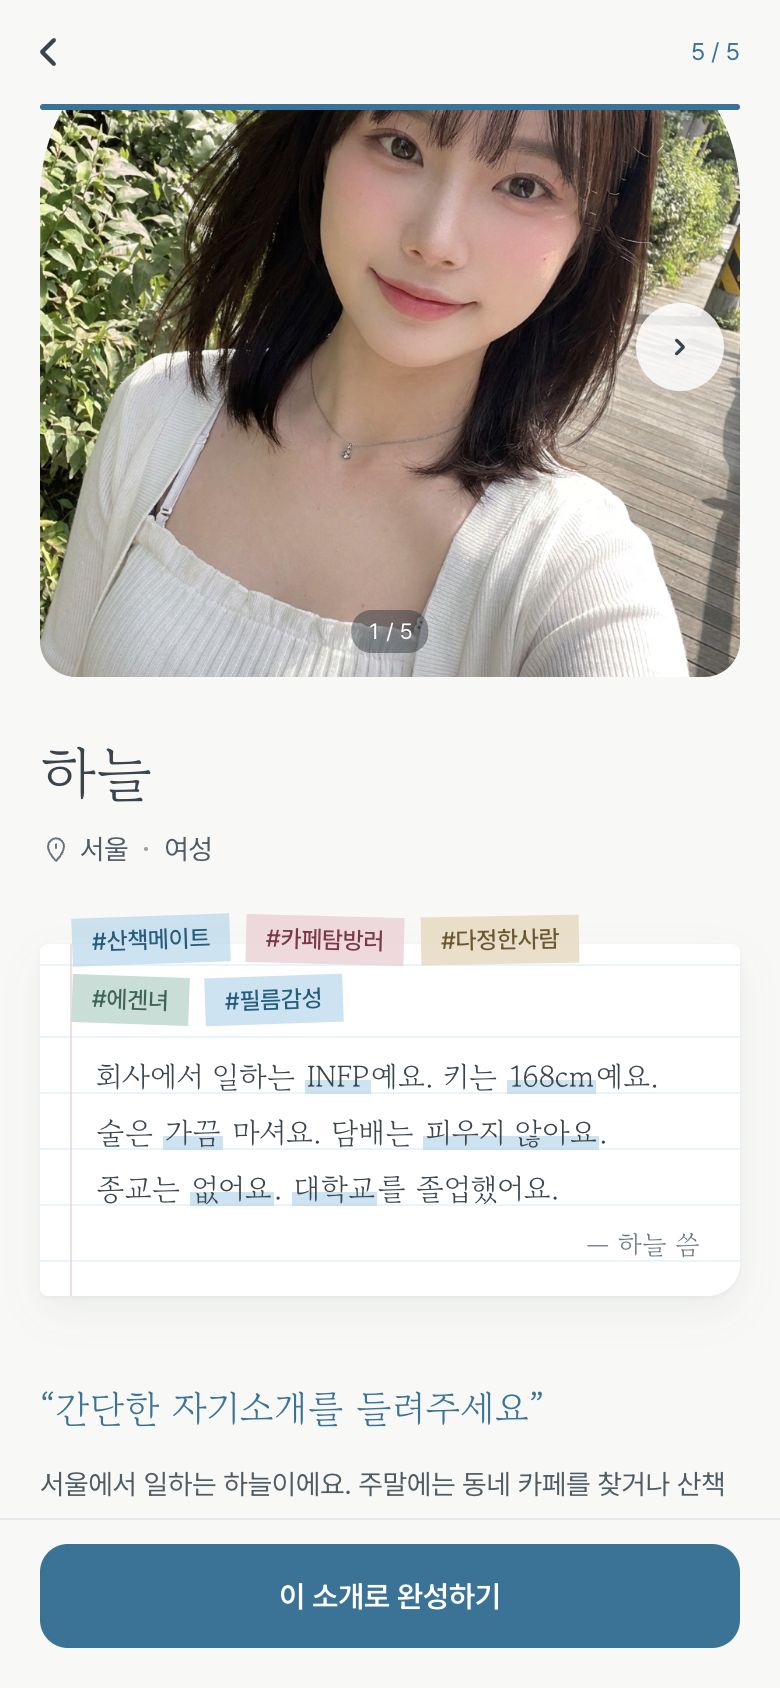 5 / 5
1 / 5
하늘
서울 · 여성
#산책메이트 #카페탐방러 #다정한사람
#에겐녀 #필름감성
회사에서 일하는 INFP예요. 키는 168cm예요.
술은 가끔 마셔요. 담배는 피우지 않아요.
종교는 없어요. 대학교를 졸업했어요.
— 하늘 씀
“간단한 자기소개를 들려주세요”
서울에서 일하는 하늘이에요. 주말에는 동네 카페를 찾거나 산책
이 소개로 완성하기